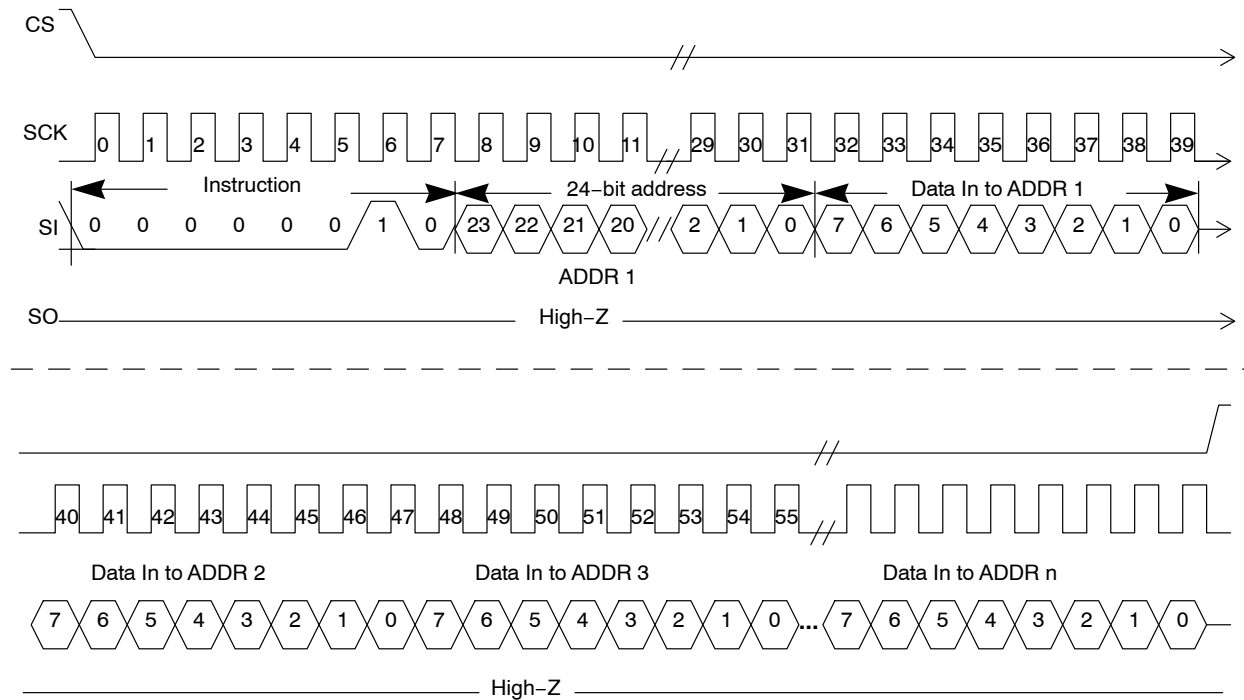 CS
SCK 0 1 2 3 4 5 6 7 8 9 10 11 29 30 31 32 33 34 35 36 37 38 39
Instruction 24−bit address Data In to ADDR 1
SI 0 0 0 0 0 0 1 0 23 22 21 20 2 1 0 7 6 5 4 3 2 1 0
ADDR 1
SO High−Z
40 41 42 43 44 45 46 47 48 49 50 51 52 53 54 55
Data In to ADDR 2 Data In to ADDR 3 Data In to ADDR n
7 6 5 4 3 2 1 0 7 6 5 4 3 2 1 0 ... 7 6 5 4 3 2 1 0
High−Z